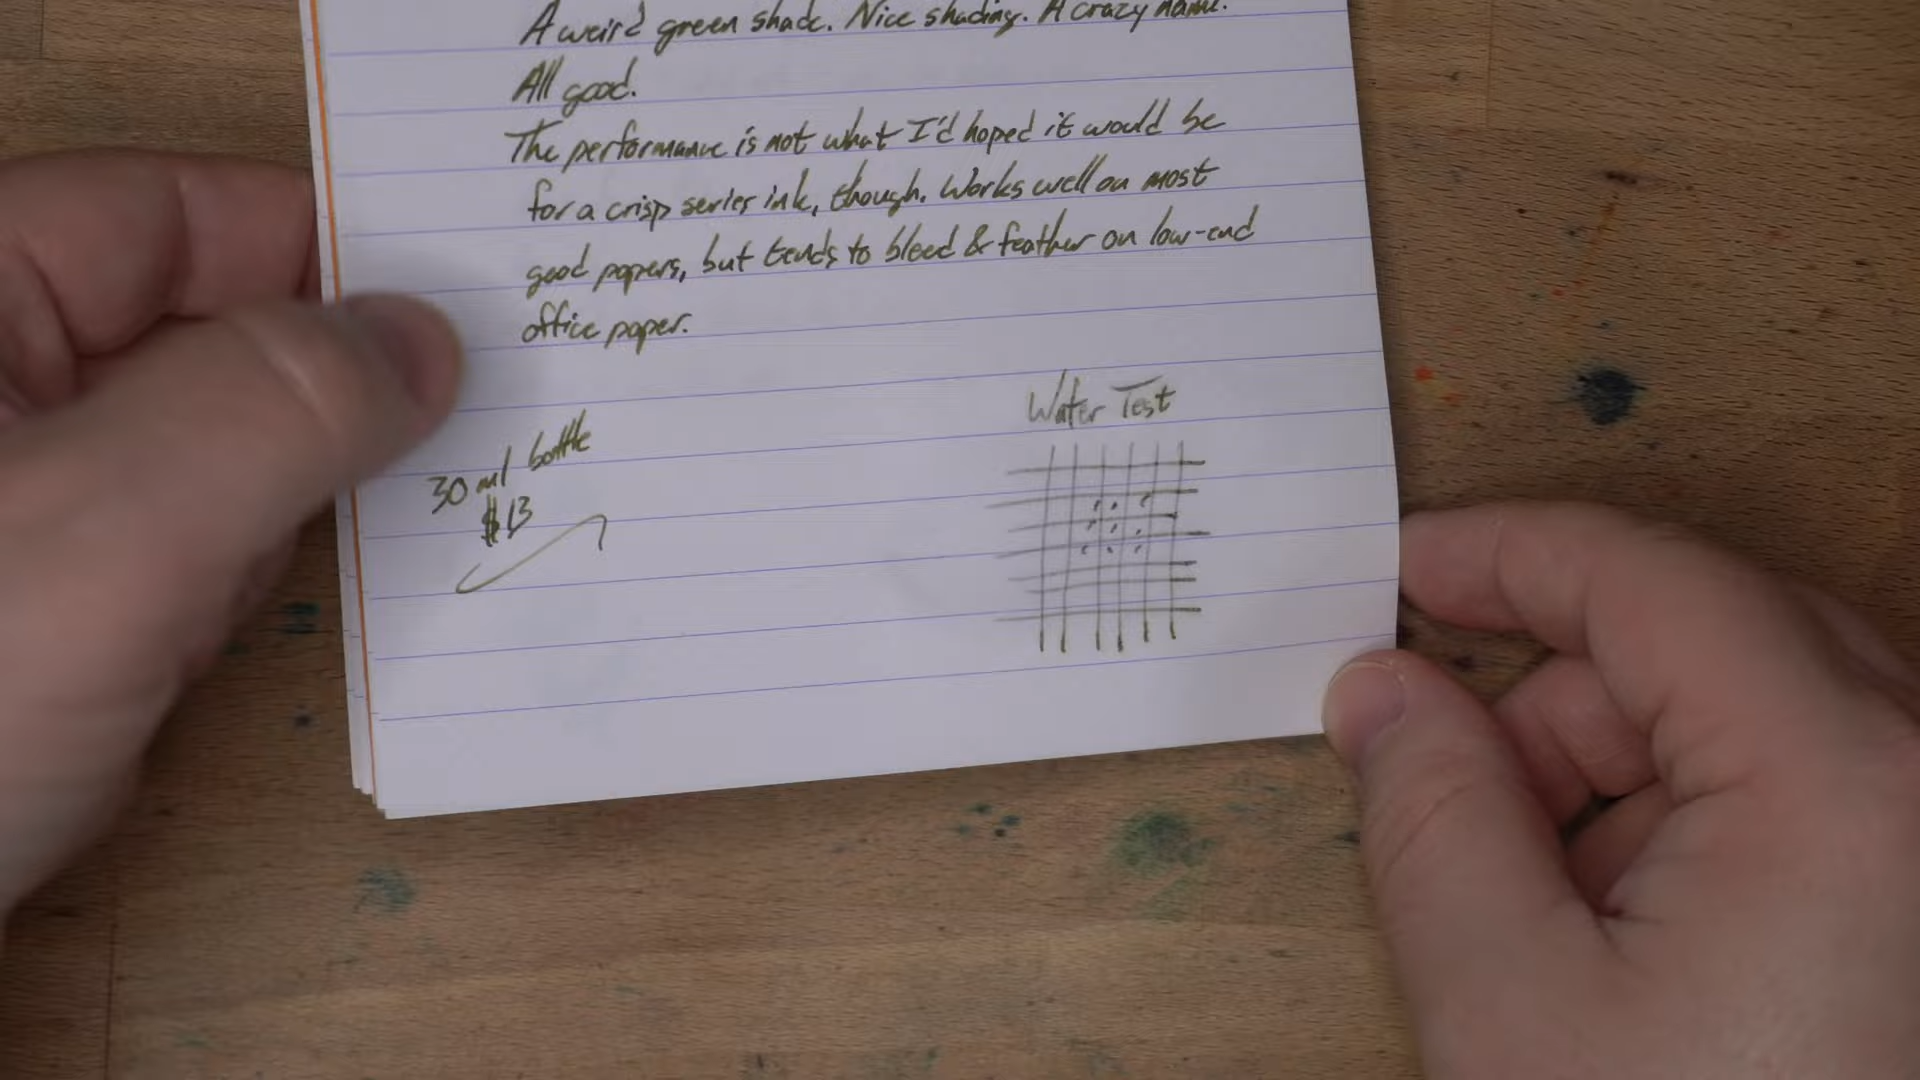 A weird green shade. Nice shading. A crazy name.
All good.
The performance is not what I'd hoped it would be
for a crisp series ink, though. Works well on most
good papers, but tends to bleed & feather on low-end
office paper.
30 ml bottle
$13
Water Test